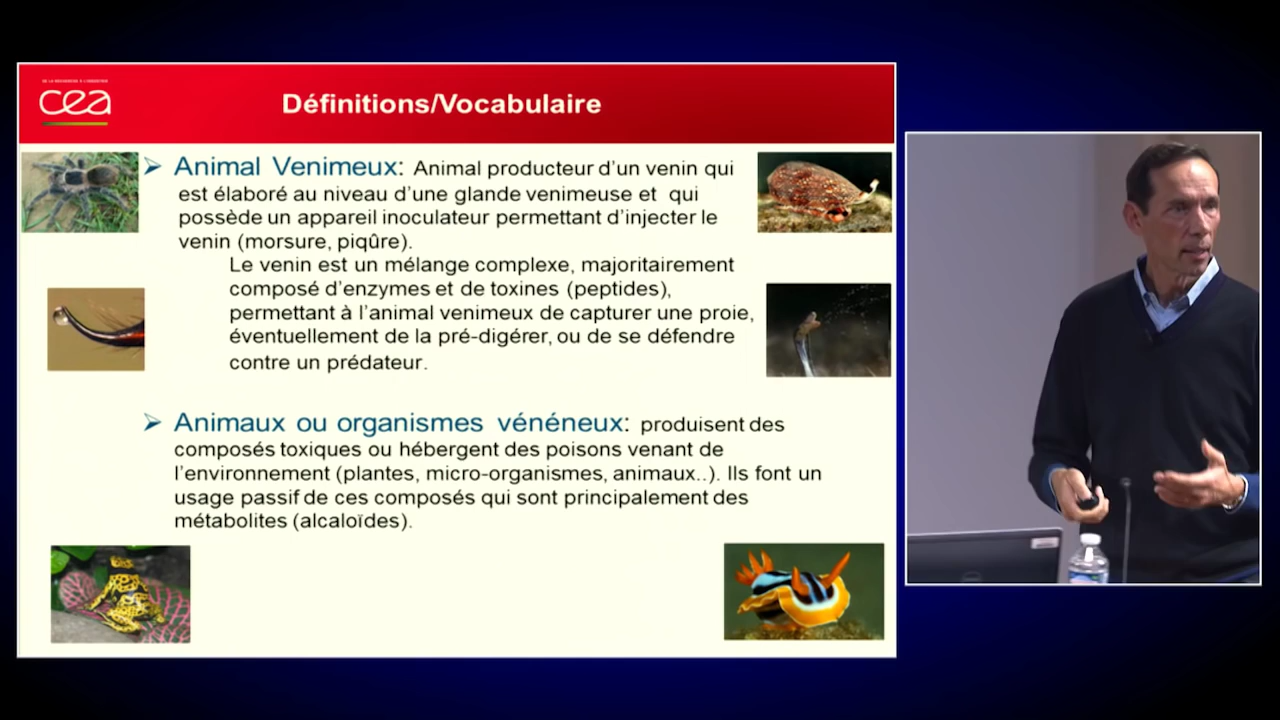 DE LA RECHERCHE À L'INDUSTRIE
cea
Définitions/Vocabulaire
➢ Animal Venimeux: Animal producteur d'un venin qui
est élaboré au niveau d'une glande venimeuse et qui
possède un appareil inoculateur permettant d'injecter le
venin (morsure, piqûre).
Le venin est un mélange complexe, majoritairement
composé d'enzymes et de toxines (peptides),
permettant à l'animal venimeux de capturer une proie,
éventuellement de la pré-digérer, ou de se défendre
contre un prédateur.
➢ Animaux ou organismes vénéneux: produisent des
composés toxiques ou hébergent des poisons venant de
l'environnement (plantes, micro-organismes, animaux..). Ils font un
usage passif de ces composés qui sont principalement des
métabolites (alcaloïdes).